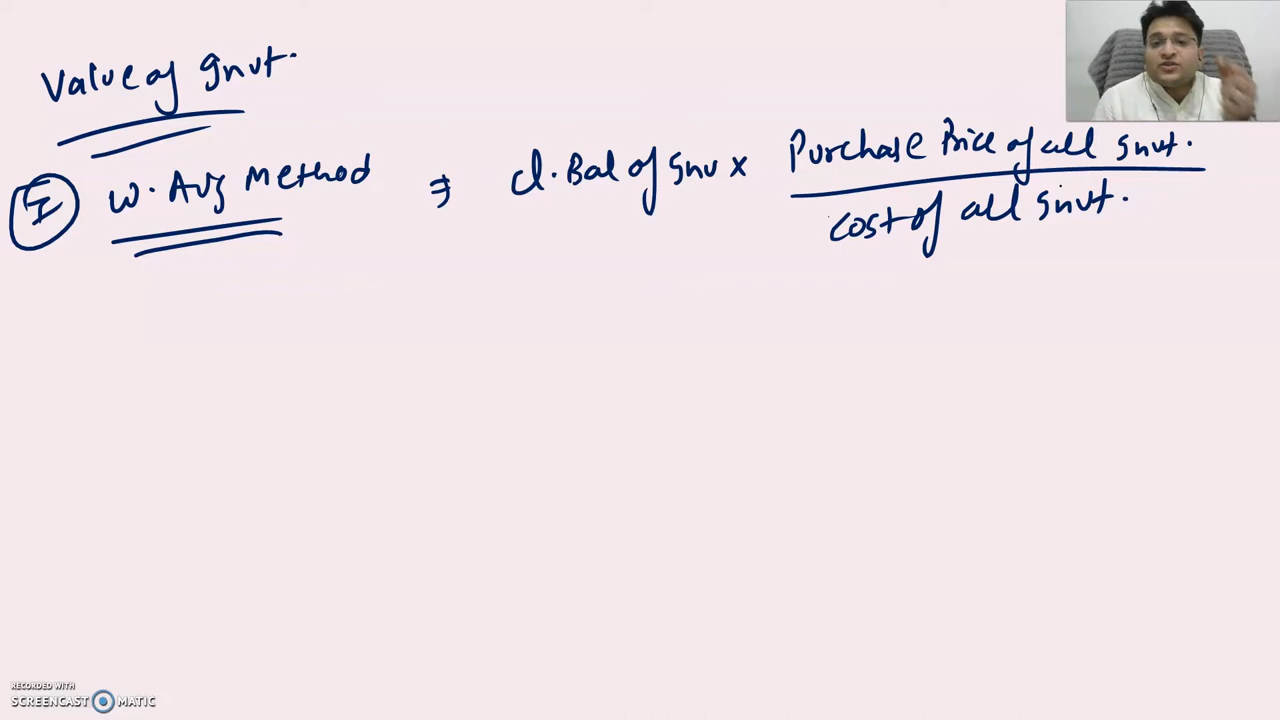 Value of Invt.
I W. Avg Method ⇒ Cl. Bal of Inv x Purchase Price of all Invt.
Cost of all Invt.
RECORDED WITH
SCREENCAST MATIC